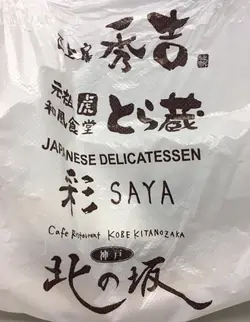 秀吉
元祖 和風食堂 虎 とら蔵
JAPANESE DELICATESSEN
彩 SAYA
Cafe Restaurant KOBE KITANOZAKA
神戸
北の坂